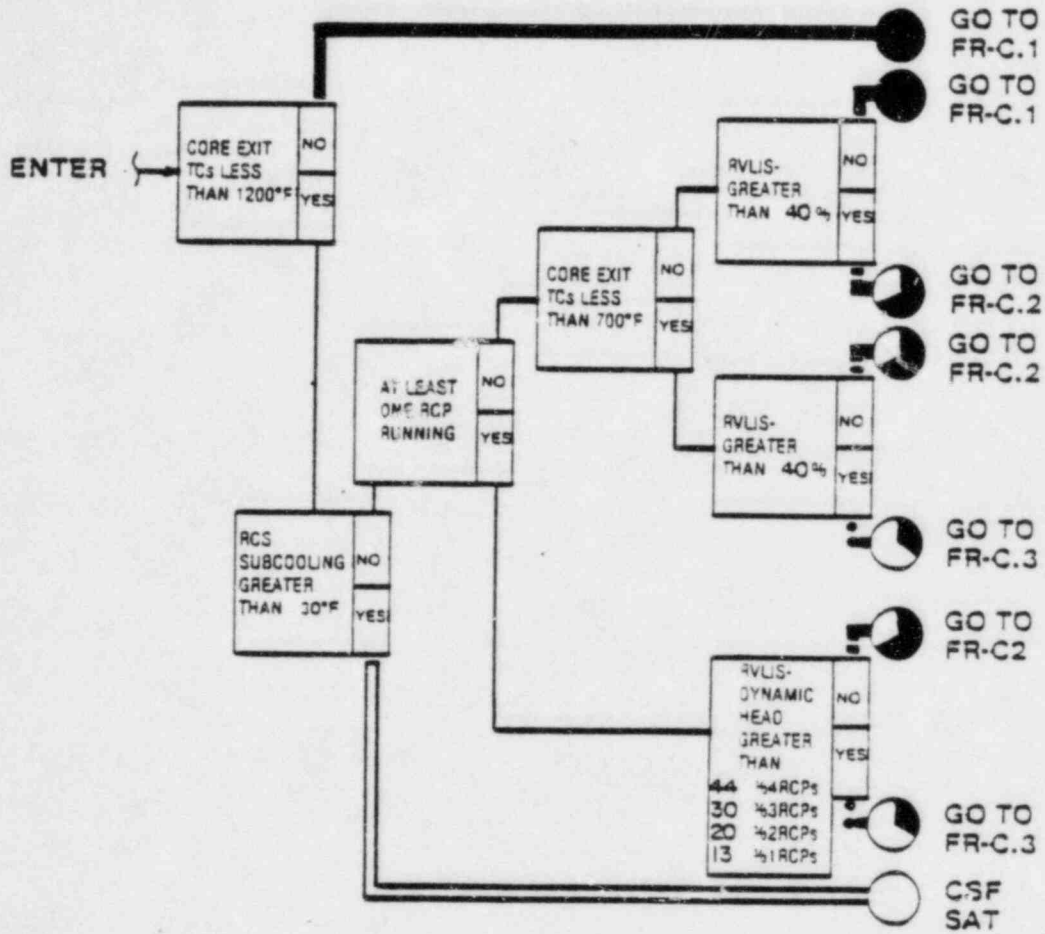 GO TO
FR-C.1
GO TO
FR-C.1
ENTER
CORE EXIT
TCs LESS
THAN 1200°F
NO
YES
RVLIS-
GREATER
THAN 40%
NO
YES
CORE EXIT
TCs LESS
THAN 700°F
NO
YES
GO TO
FR-C.2
GO TO
FR-C.2
AT LEAST
ONE RCP
RUNNING
NO
YES
RVLIS-
GREATER
THAN 40%
NO
YES
GO TO
FR-C.3
RCS
SUBCOOLING
GREATER
THAN 30°F
NO
YES
GO TO
FR-C2
RVLIS-
DYNAMIC
HEAD
GREATER
THAN
44 %4RCPs
30 %3RCPs
20 %2RCPs
13 %1RCPs
NO
YES
GO TO
FR-C.3
CSF
SAT